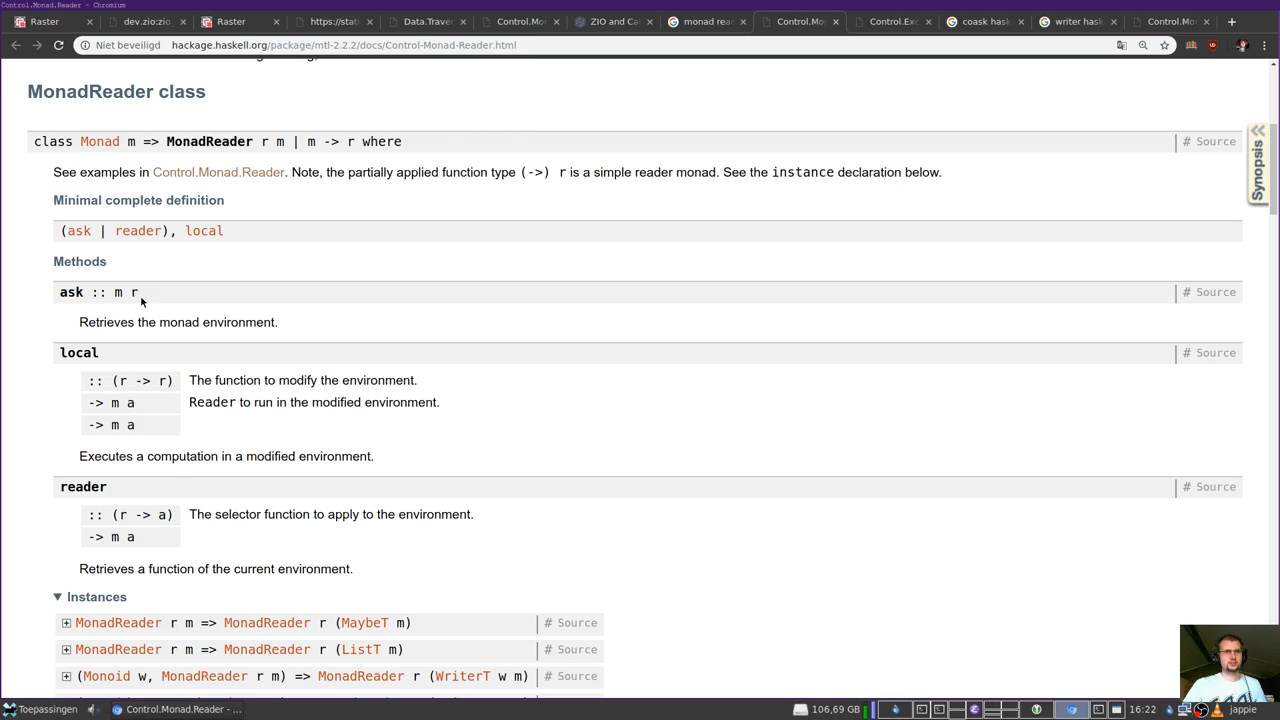 Control.Monad.Reader - Chromium
Raster
dev.zio:zio
Raster
https://stati
Data.Traver
Control.Mon
ZIO and Cat
monad rea
Control.Mon
Control.Exc
coask hask
writer hask
Control.Mo
Niet beveiligd hackage.haskell.org/package/mtl-2.2.2/docs/Control-Monad-Reader.html
MonadReader class
class Monad m => MonadReader r m | m -> r where # Source
See examples in Control.Monad.Reader. Note, the partially applied function type (->) r is a simple reader monad. See the instance declaration below.
Minimal complete definition
(ask | reader), local
Methods
ask :: m r # Source
Retrieves the monad environment.
local # Source
:: (r -> r) The function to modify the environment.
-> m a Reader to run in the modified environment.
-> m a
Executes a computation in a modified environment.
reader # Source
:: (r -> a) The selector function to apply to the environment.
-> m a
Retrieves a function of the current environment.
▼ Instances
MonadReader r m => MonadReader r (MaybeT m) # Source
MonadReader r m => MonadReader r (ListT m) # Source
(Monoid w, MonadReader r m) => MonadReader r (WriterT w m) # Source
Synopsis
Toepassingen Control.Monad.Reader - ... 106,69 GB 16:22 jappie